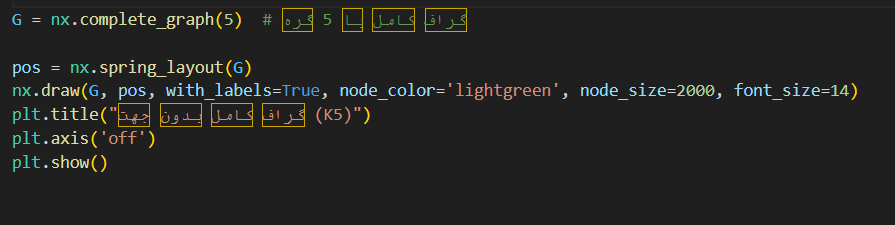 G = nx.complete_graph(5)  # گراف کامل با 5 گره
pos = nx.spring_layout(G)
nx.draw(G, pos, with_labels=True, node_color='lightgreen', node_size=2000, font_size=14)
plt.title("گراف کامل بدون جهت (K5)")
plt.axis('off')
plt.show()